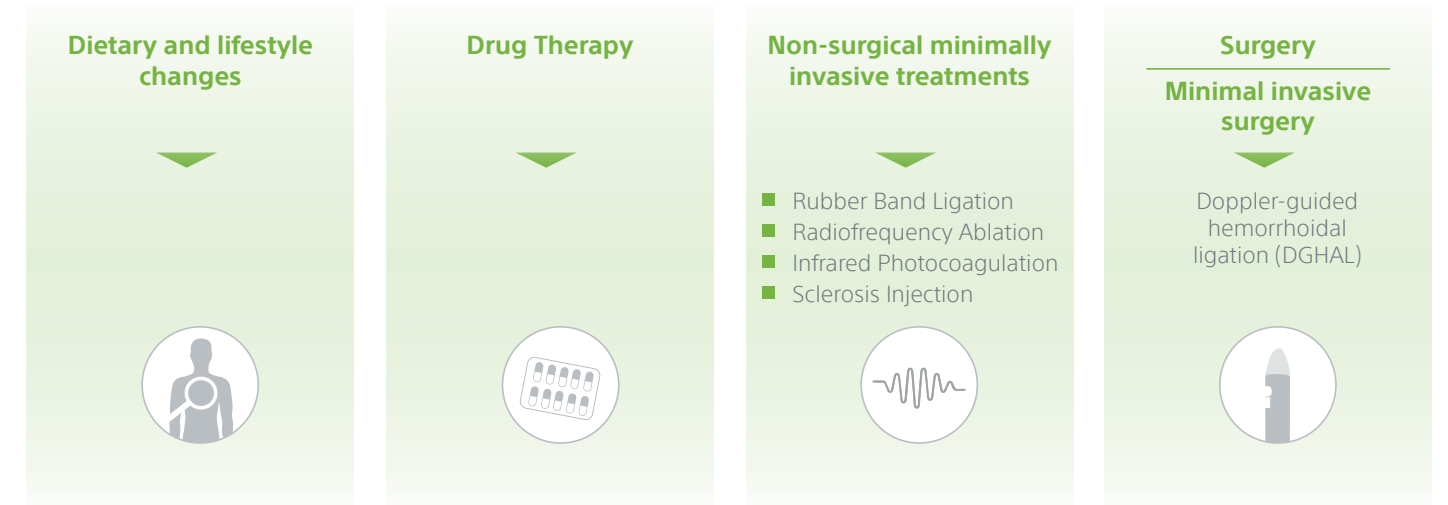 Dietary and lifestyle
changes
Drug Therapy
Non-surgical minimally
invasive treatments
Rubber Band Ligation
Radiofrequency Ablation
Infrared Photocoagulation
Sclerosis Injection
Surgery
Minimal invasive
surgery
Doppler-guided
hemorrhoidal
ligation (DGHAL)